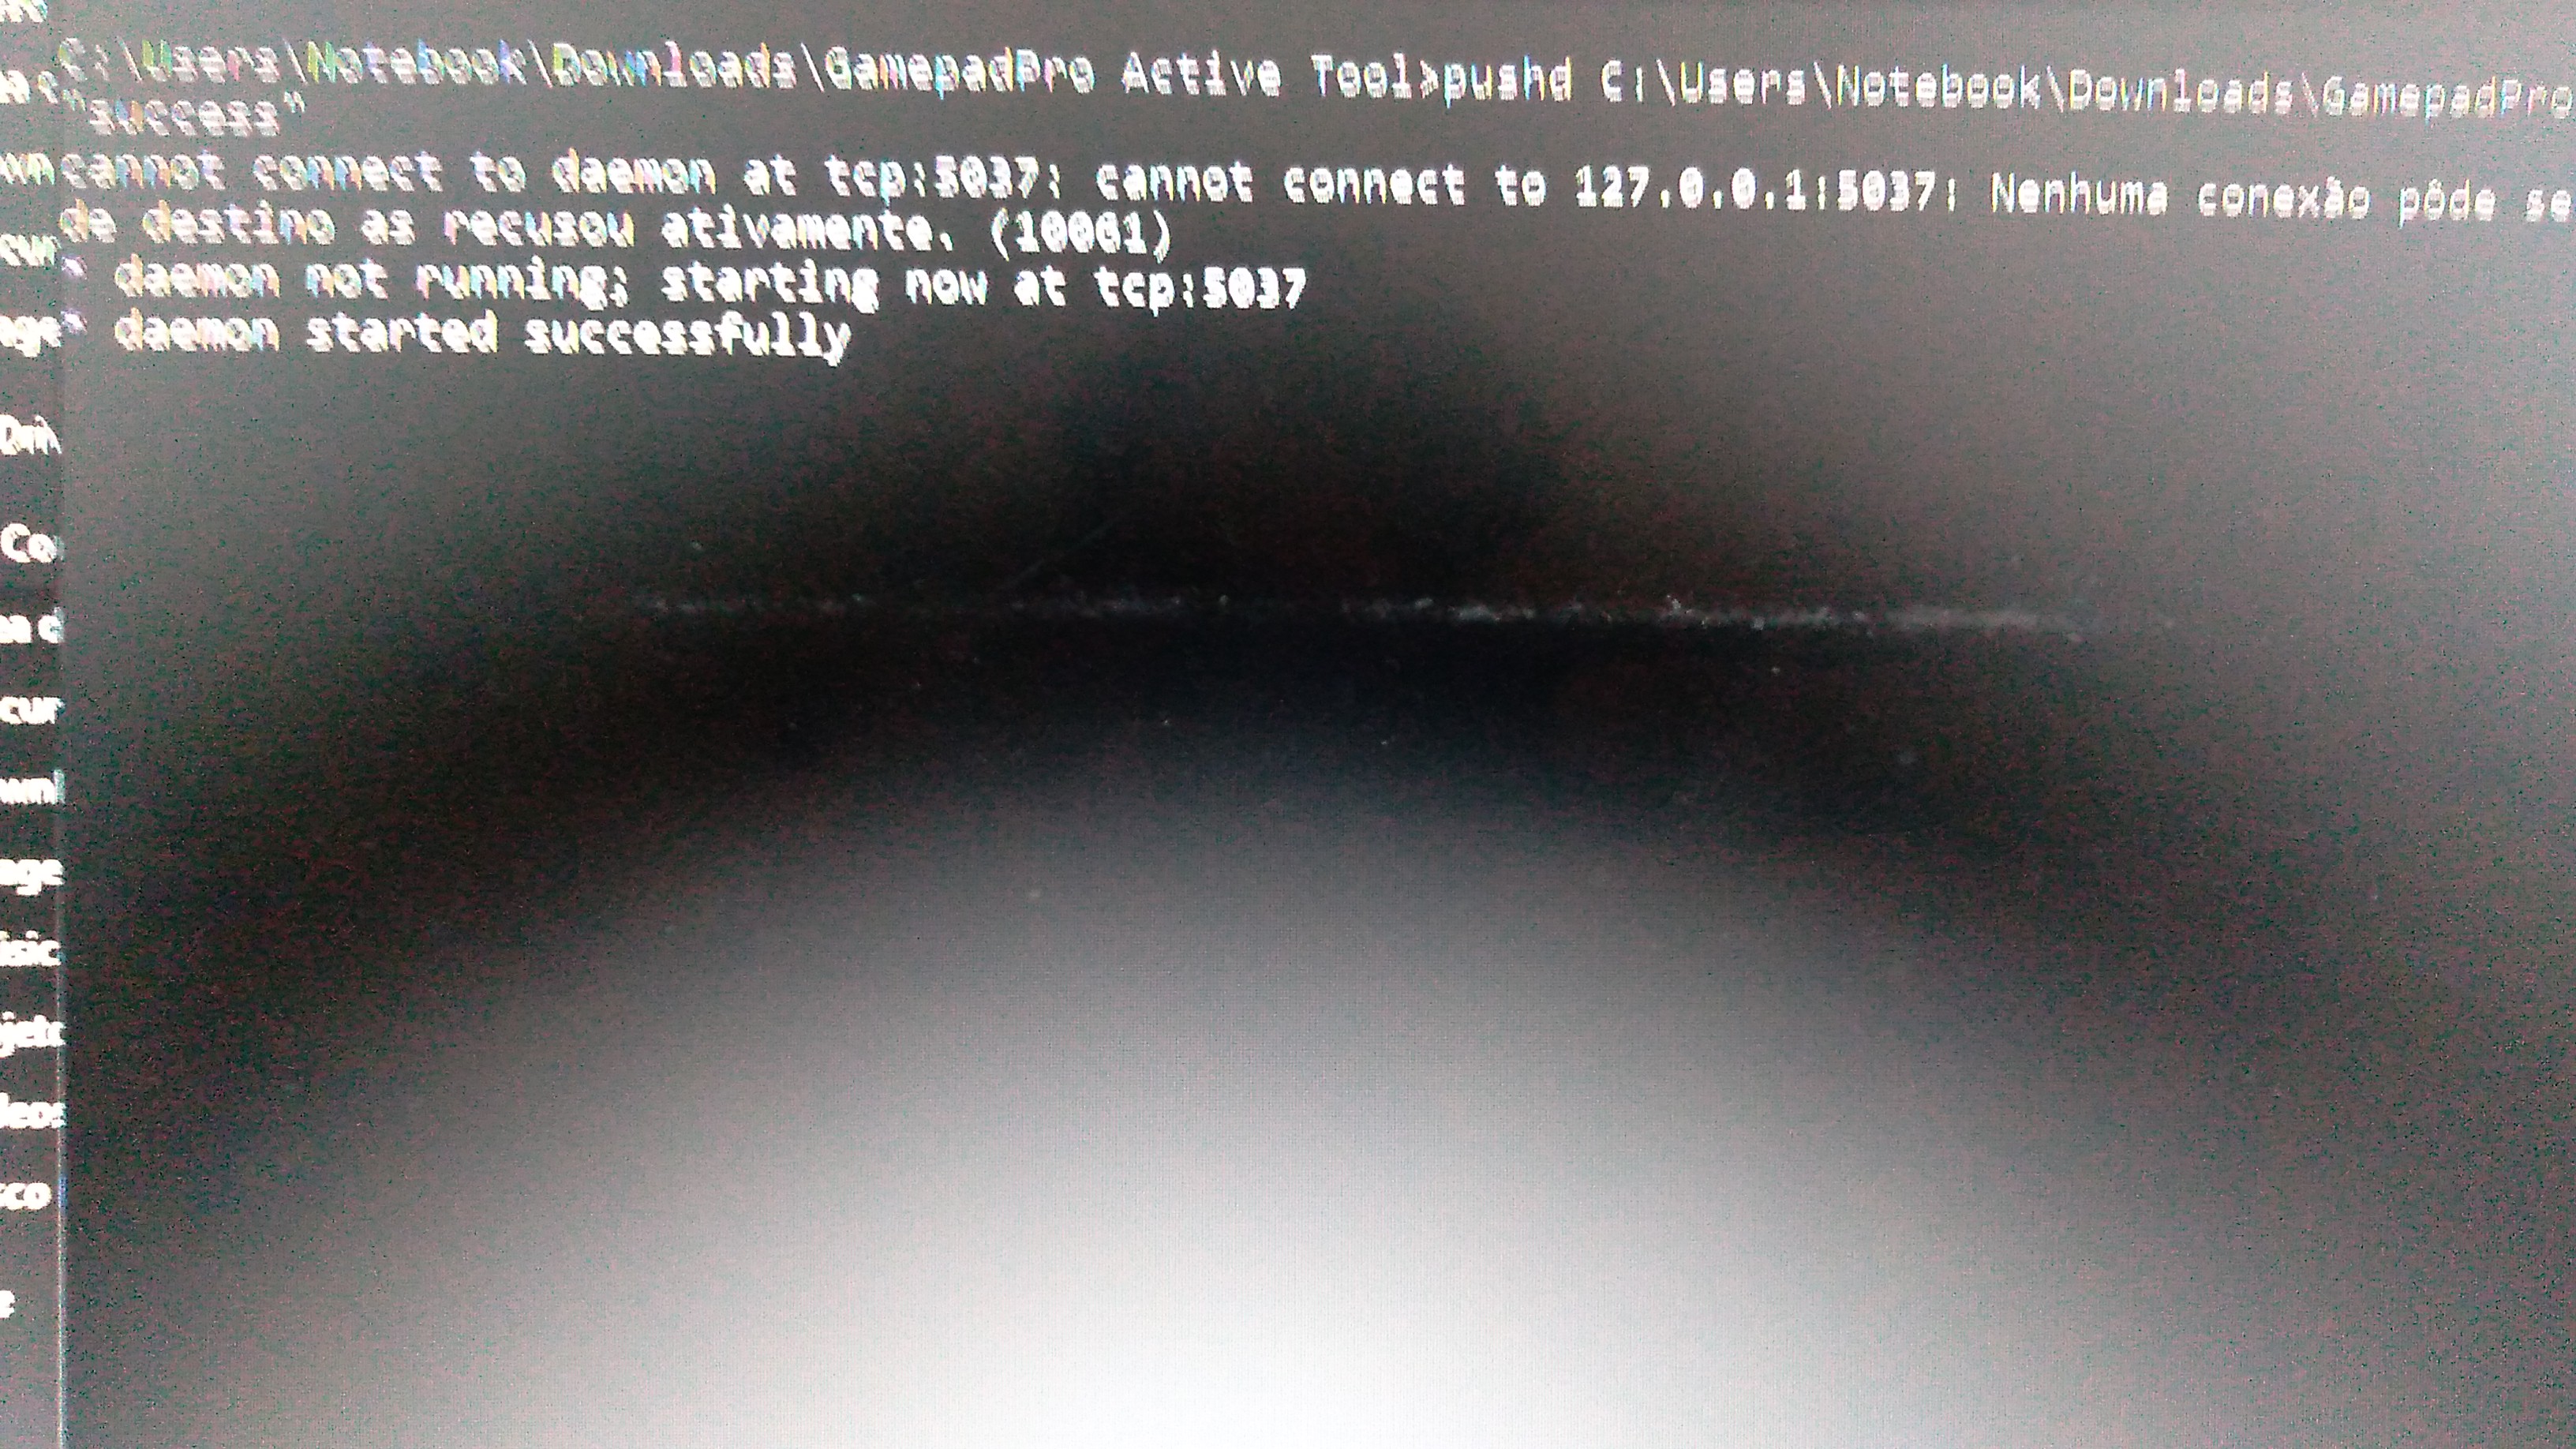 C:\Users\Notebook\Downloads\GamepadPro Active Tool>pushd C:\Users\Notebook\Downloads\GamepadPro
"success"
cannot connect to daemon at tcp:5037: cannot connect to 127.0.0.1:5037: Nenhuma conexão pôde se
de destino as recusou ativamente. (10061)
* daemon not running; starting now at tcp:5037
* daemon started successfully